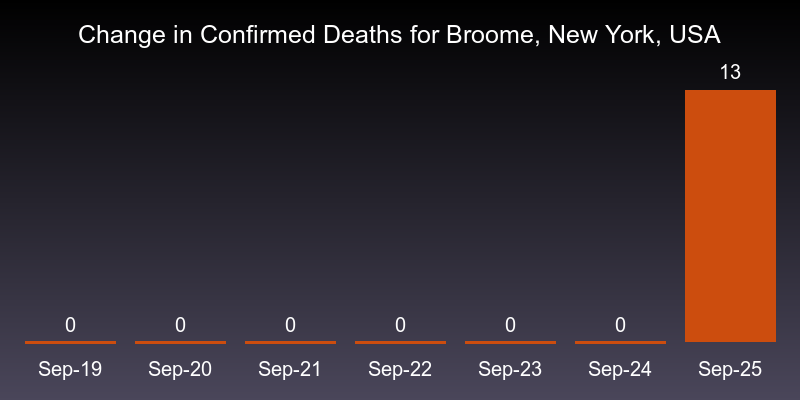 Change in Confirmed Deaths for Broome, New York, USA
13
0 0 0 0 0 0
Sep-19 Sep-20 Sep-21 Sep-22 Sep-23 Sep-24 Sep-25